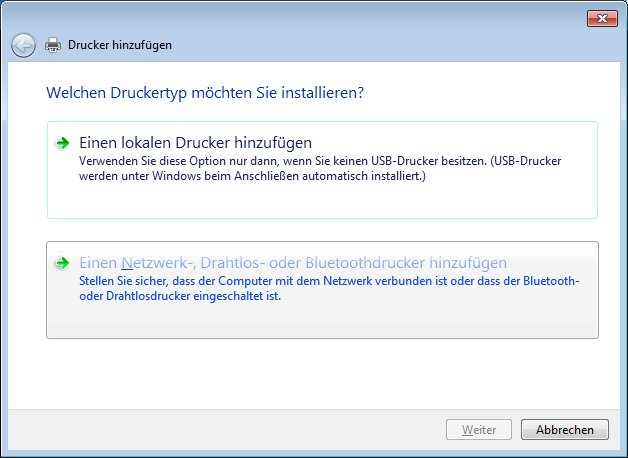 Drucker hinzufügen
Welchen Druckertyp möchten Sie installieren?
Einen lokalen Drucker hinzufügen
Verwenden Sie diese Option nur dann, wenn Sie keinen USB-Drucker besitzen. (USB-Drucker
werden unter Windows beim Anschließen automatisch installiert.)
Einen Netzwerk-, Drahtlos- oder Bluetoothdrucker hinzufügen
Stellen Sie sicher, dass der Computer mit dem Netzwerk verbunden ist oder dass der Bluetooth-
oder Drahtlosdrucker eingeschaltet ist.
Weiter
Abbrechen